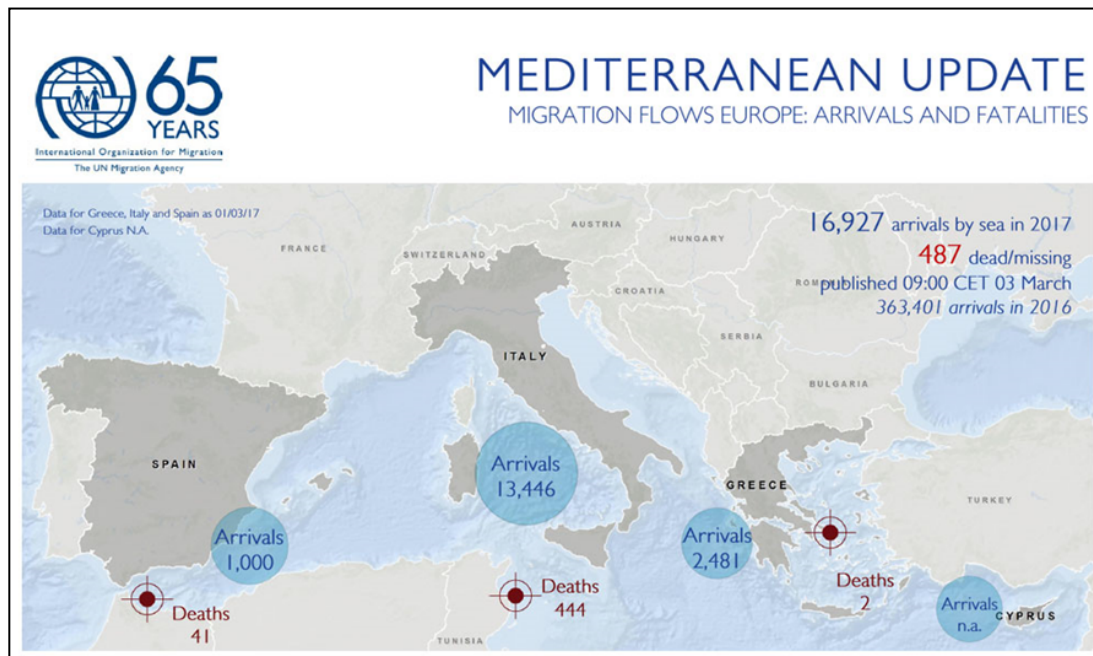 65
YEARS
International Organization for Migration
The UN Migration Agency
MEDITERRANEAN UPDATE
MIGRATION FLOWS EUROPE: ARRIVALS AND FATALITIES
Data for Greece, Italy and Spain as 01/03/17
Data for Cyprus N.A.
16,927 arrivals by sea in 2017
487 dead/missing
published 09:00 CET 03 March
363,401 arrivals in 2016
AUSTRIA
HUNGARY
FRANCE
SWITZERLAND
CROATIA
SERBIA
ITALY
BULGARIA
SPAIN
Arrivals
13,446
GREECE
TURKEY
Arrivals
1,000
Arrivals
2,481
Deaths
41
Deaths
444
Deaths
2
Arrivals
n.a.
CYPRUS
TUNISIA